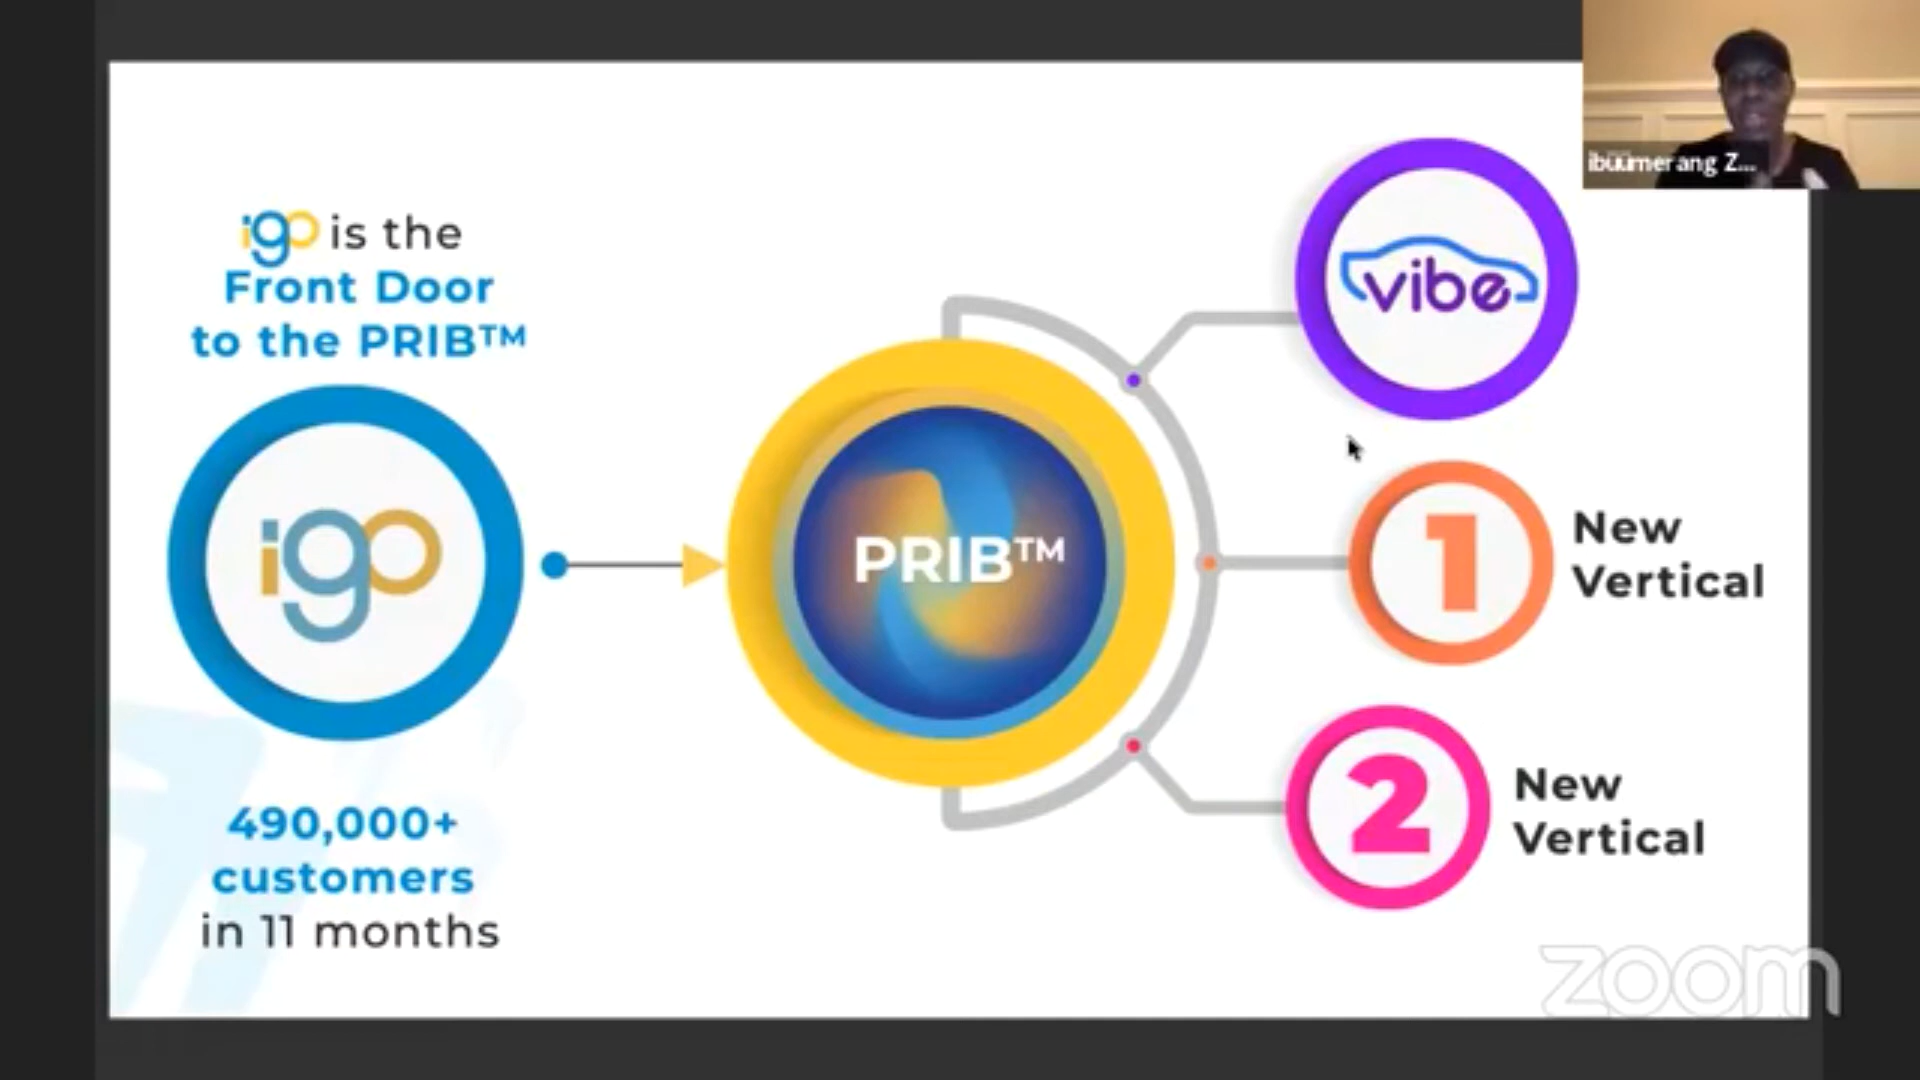 igo is the
Front Door
to the PRIB™
igo
490,000+
customers
in 11 months
PRIB™
vibe
1
New
Vertical
2
New
Vertical
ibuumerang Z...
zoom